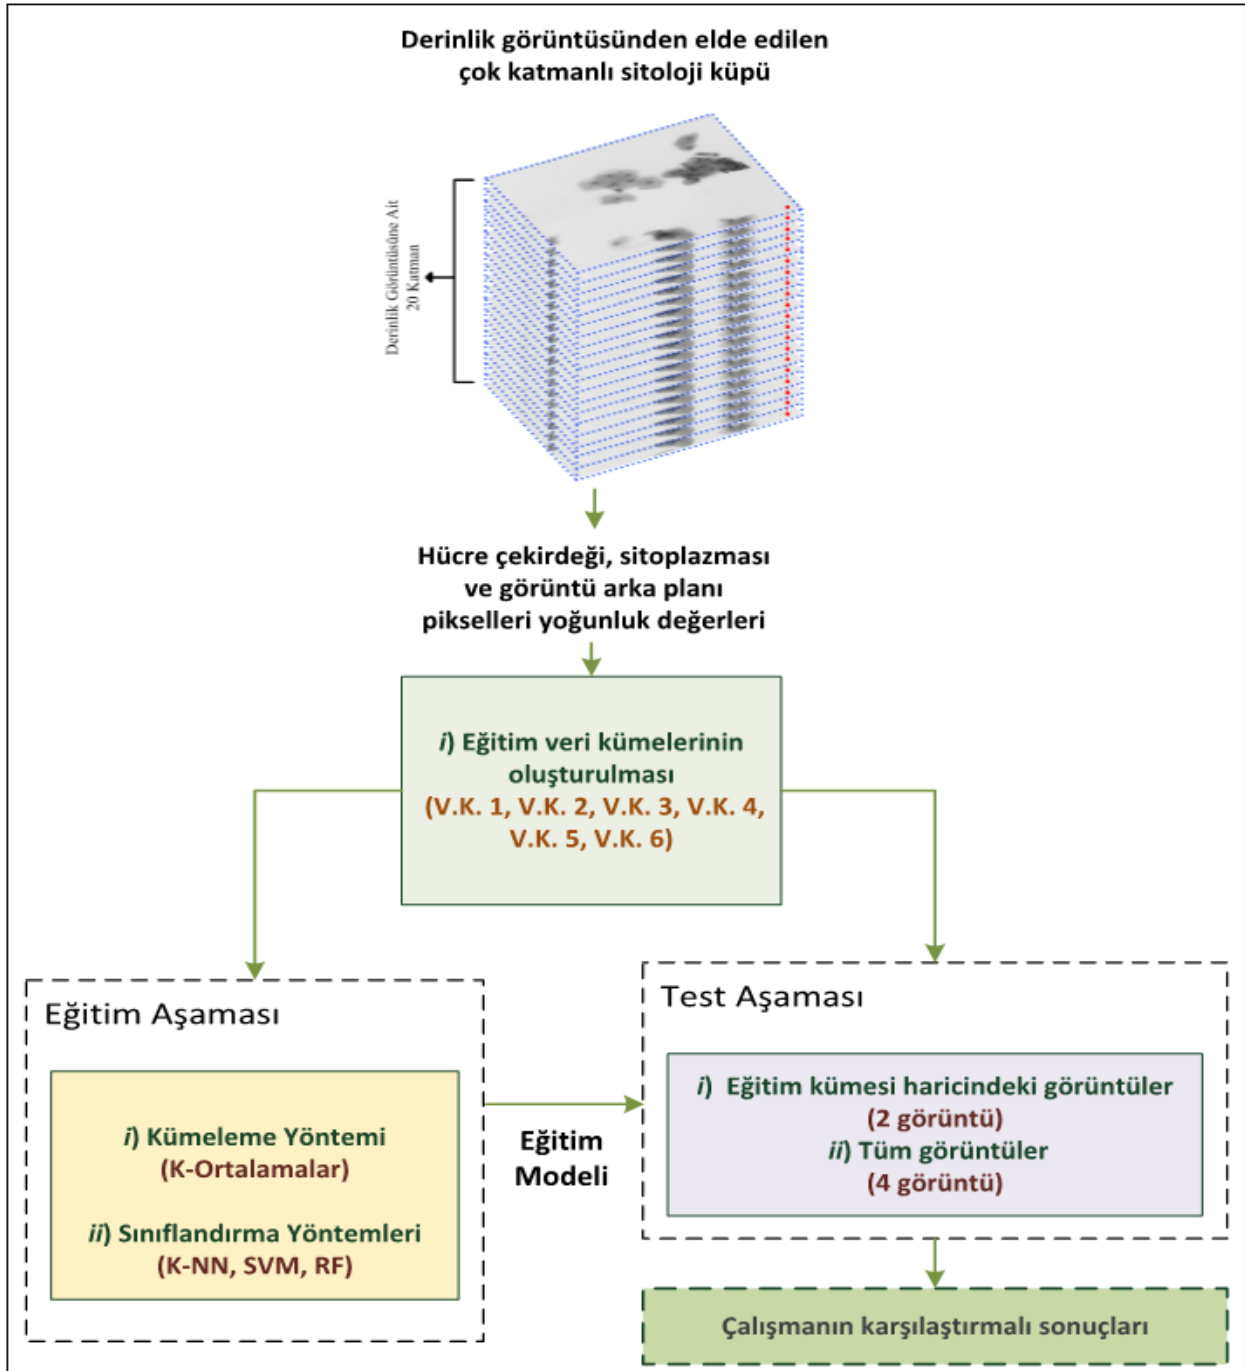 Derinlik görüntüsünden elde edilen
çok katmanlı sitoloji küpü
Derinlik Görüntüsüne Ait
20 Katman
Hücre çekirdeği, sitoplazması
ve görüntü arka planı
pikselleri yoğunluk değerleri
i) Eğitim veri kümelerinin
oluşturulması
(V.K. 1, V.K. 2, V.K. 3, V.K. 4,
V.K. 5, V.K. 6)
Eğitim Aşaması
i) Kümeleme Yöntemi
(K-Ortalamalar)
ii) Sınıflandırma Yöntemleri
(K-NN, SVM, RF)
Eğitim
Modeli
Test Aşaması
i) Eğitim kümesi haricindeki görüntüler
(2 görüntü)
ii) Tüm görüntüler
(4 görüntü)
Çalışmanın karşılaştırmalı sonuçları